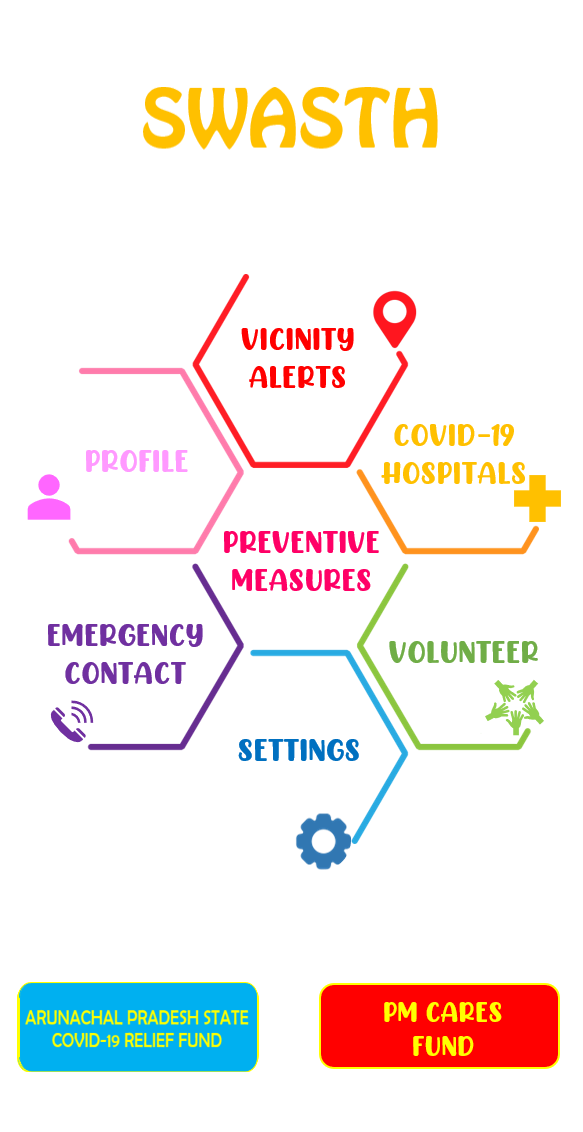 SWASTH
VICINITY
ALERTS
COVID-19
HOSPITALS
PROFILE
PREVENTIVE
MEASURES
EMERGENCY
CONTACT
VOLUNTEER
SETTINGS
ARUNACHAL PRADESH STATE
COVID-19 RELIEF FUND
PM CARES
FUND